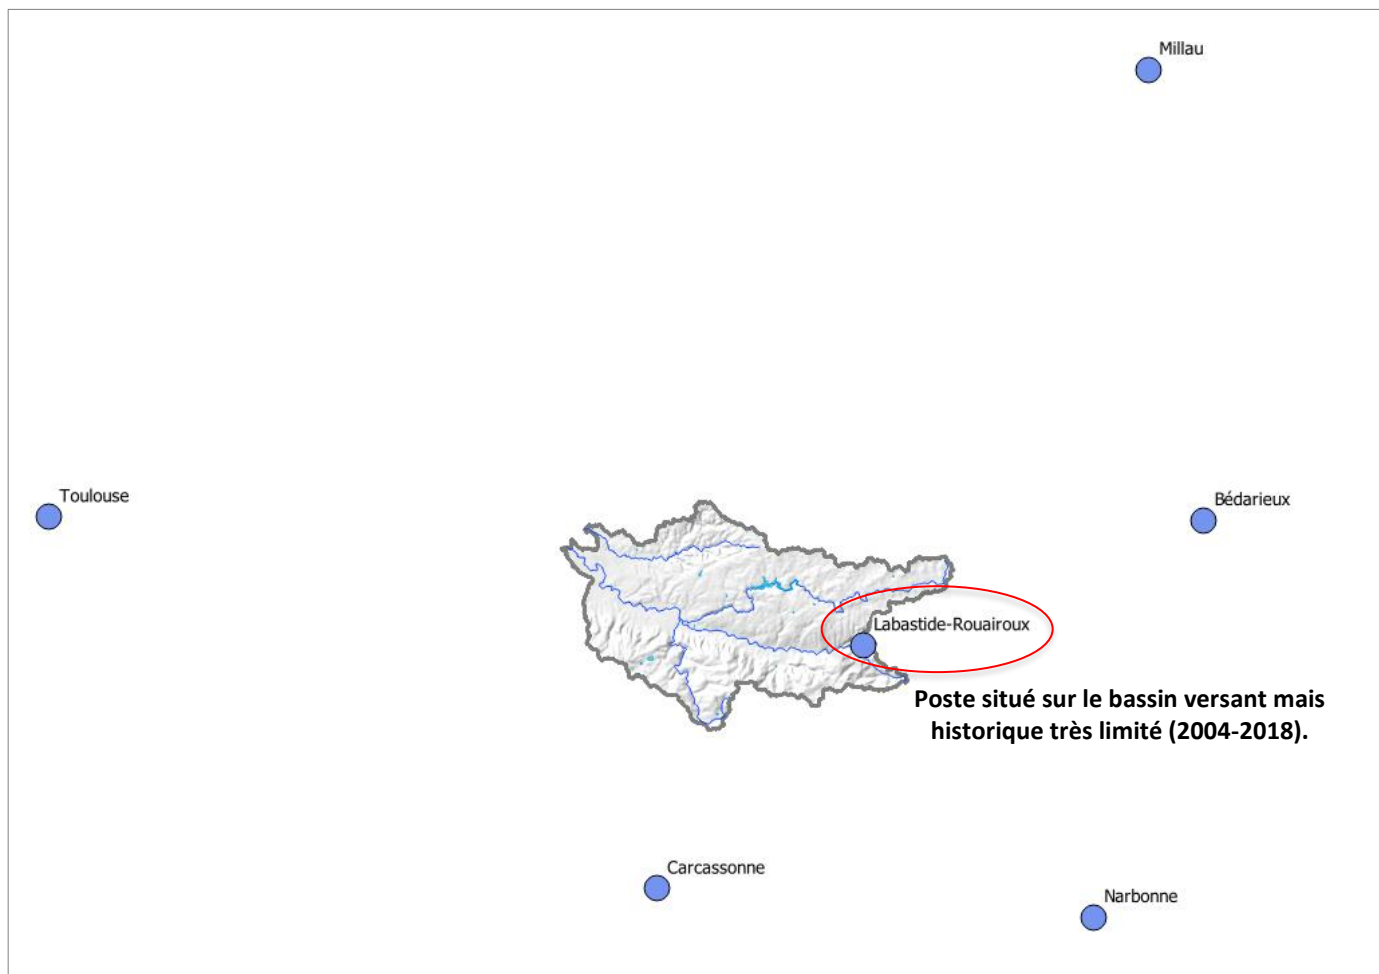 Millau
Toulouse
Bédarieux
Labastide-Rouairoux
Poste situé sur le bassin versant mais
historique très limité (2004-2018).
Carcassonne
Narbonne